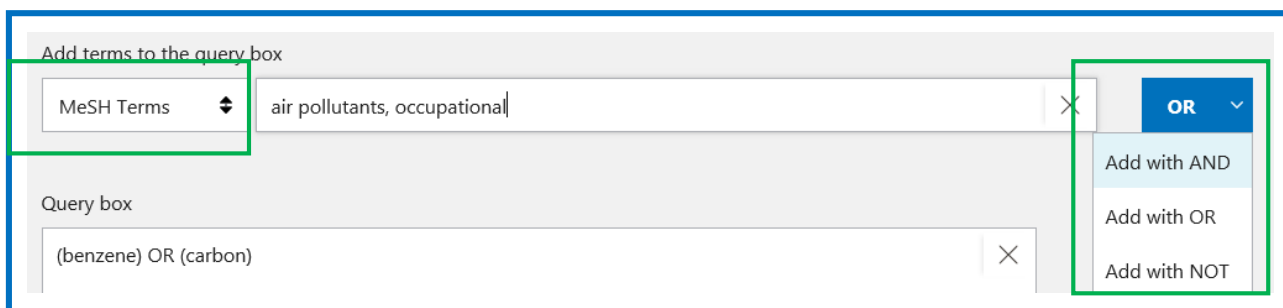 Add terms to the query box
MeSH Terms
air pollutants, occupational
OR
Add with AND
Add with OR
Add with NOT
Query box
(benzene) OR (carbon)